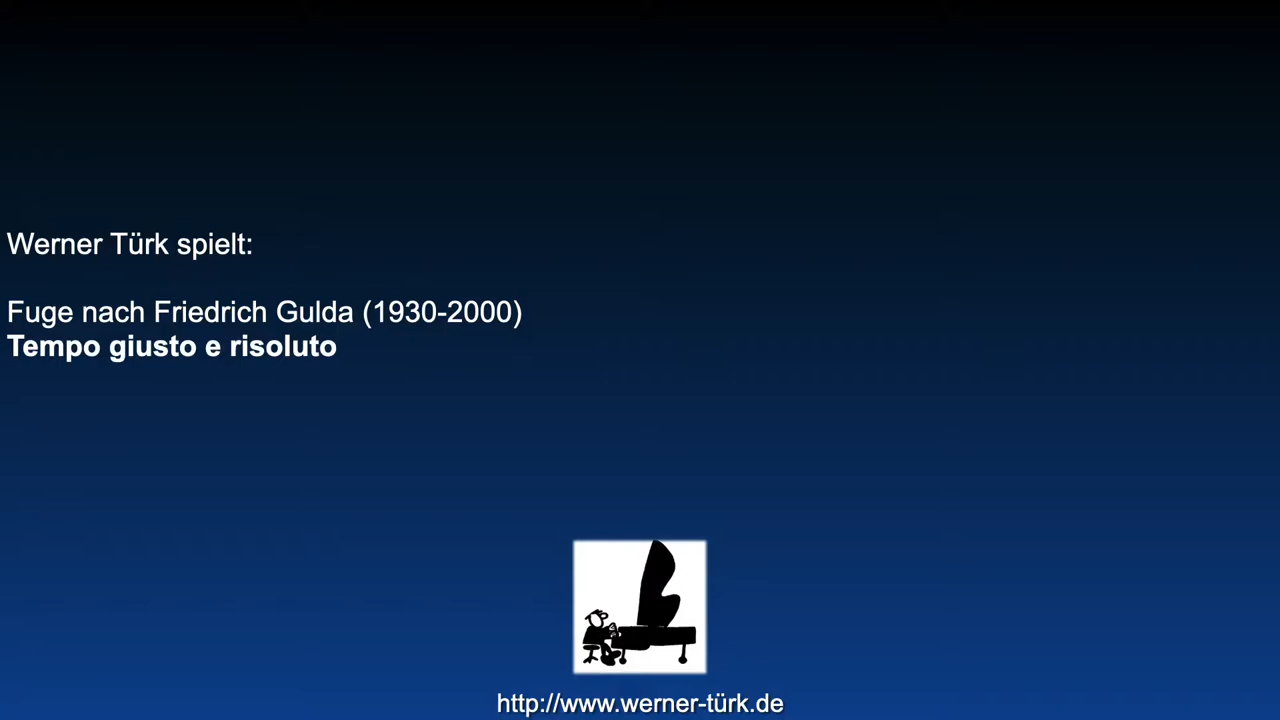 Werner Türk spielt:
Fuge nach Friedrich Gulda (1930-2000)
Tempo giusto e risoluto
http://www.werner-türk.de